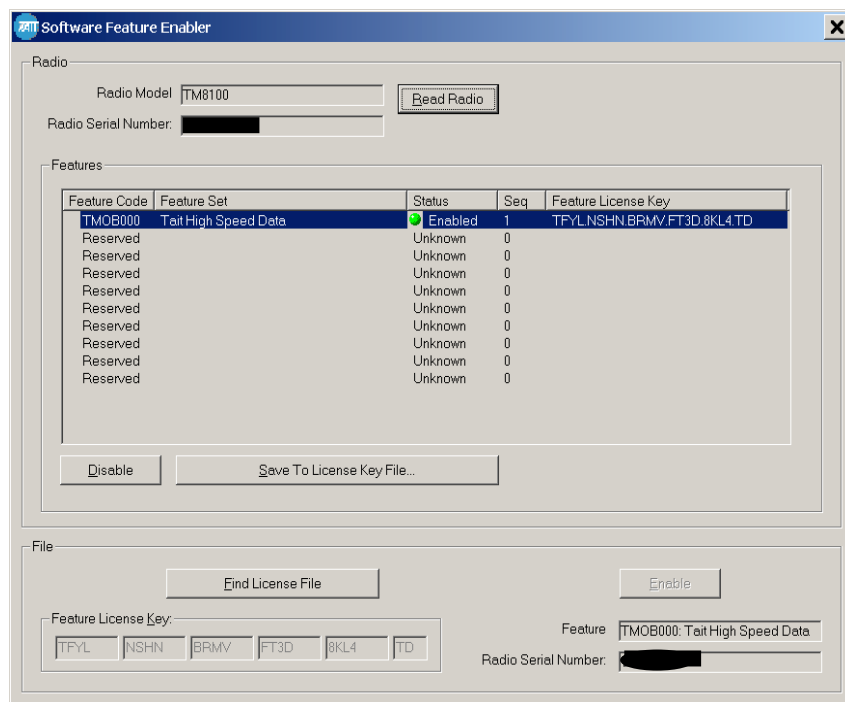 TAIT Software Feature Enabler
Radio
Radio Model TM8100 Read Radio
Radio Serial Number:
Features
Feature Code Feature Set Status Seq Feature License Key
TMOB000 Tait High Speed Data Enabled 1 TFYL.NSHN.BRMV.FT3D.8KL4.TD
Reserved Unknown 0
Reserved Unknown 0
Reserved Unknown 0
Reserved Unknown 0
Reserved Unknown 0
Reserved Unknown 0
Reserved Unknown 0
Reserved Unknown 0
Reserved Unknown 0
Disable Save To License Key File...
File
Find License File Enable
Feature License Key:
TFYL NSHN BRMV FT3D 8KL4 TD
Feature TMOB000: Tait High Speed Data
Radio Serial Number: